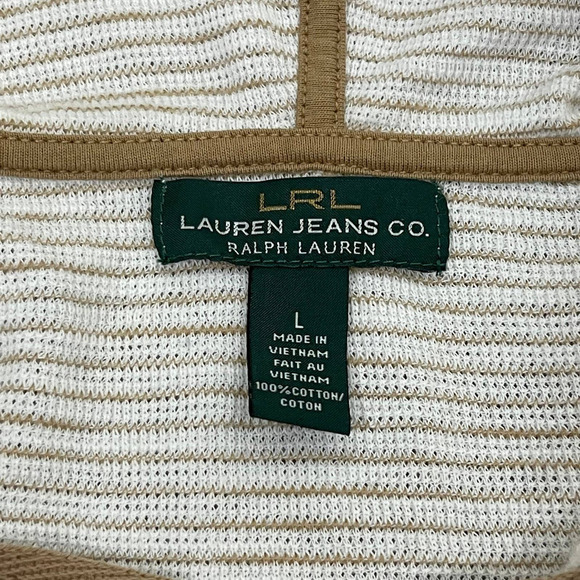 LRL
LAUREN JEANS CO.
RALPH LAUREN
L
MADE IN
VIETNAM
FAIT AU
VIETNAM
100%COTTON/
COTON